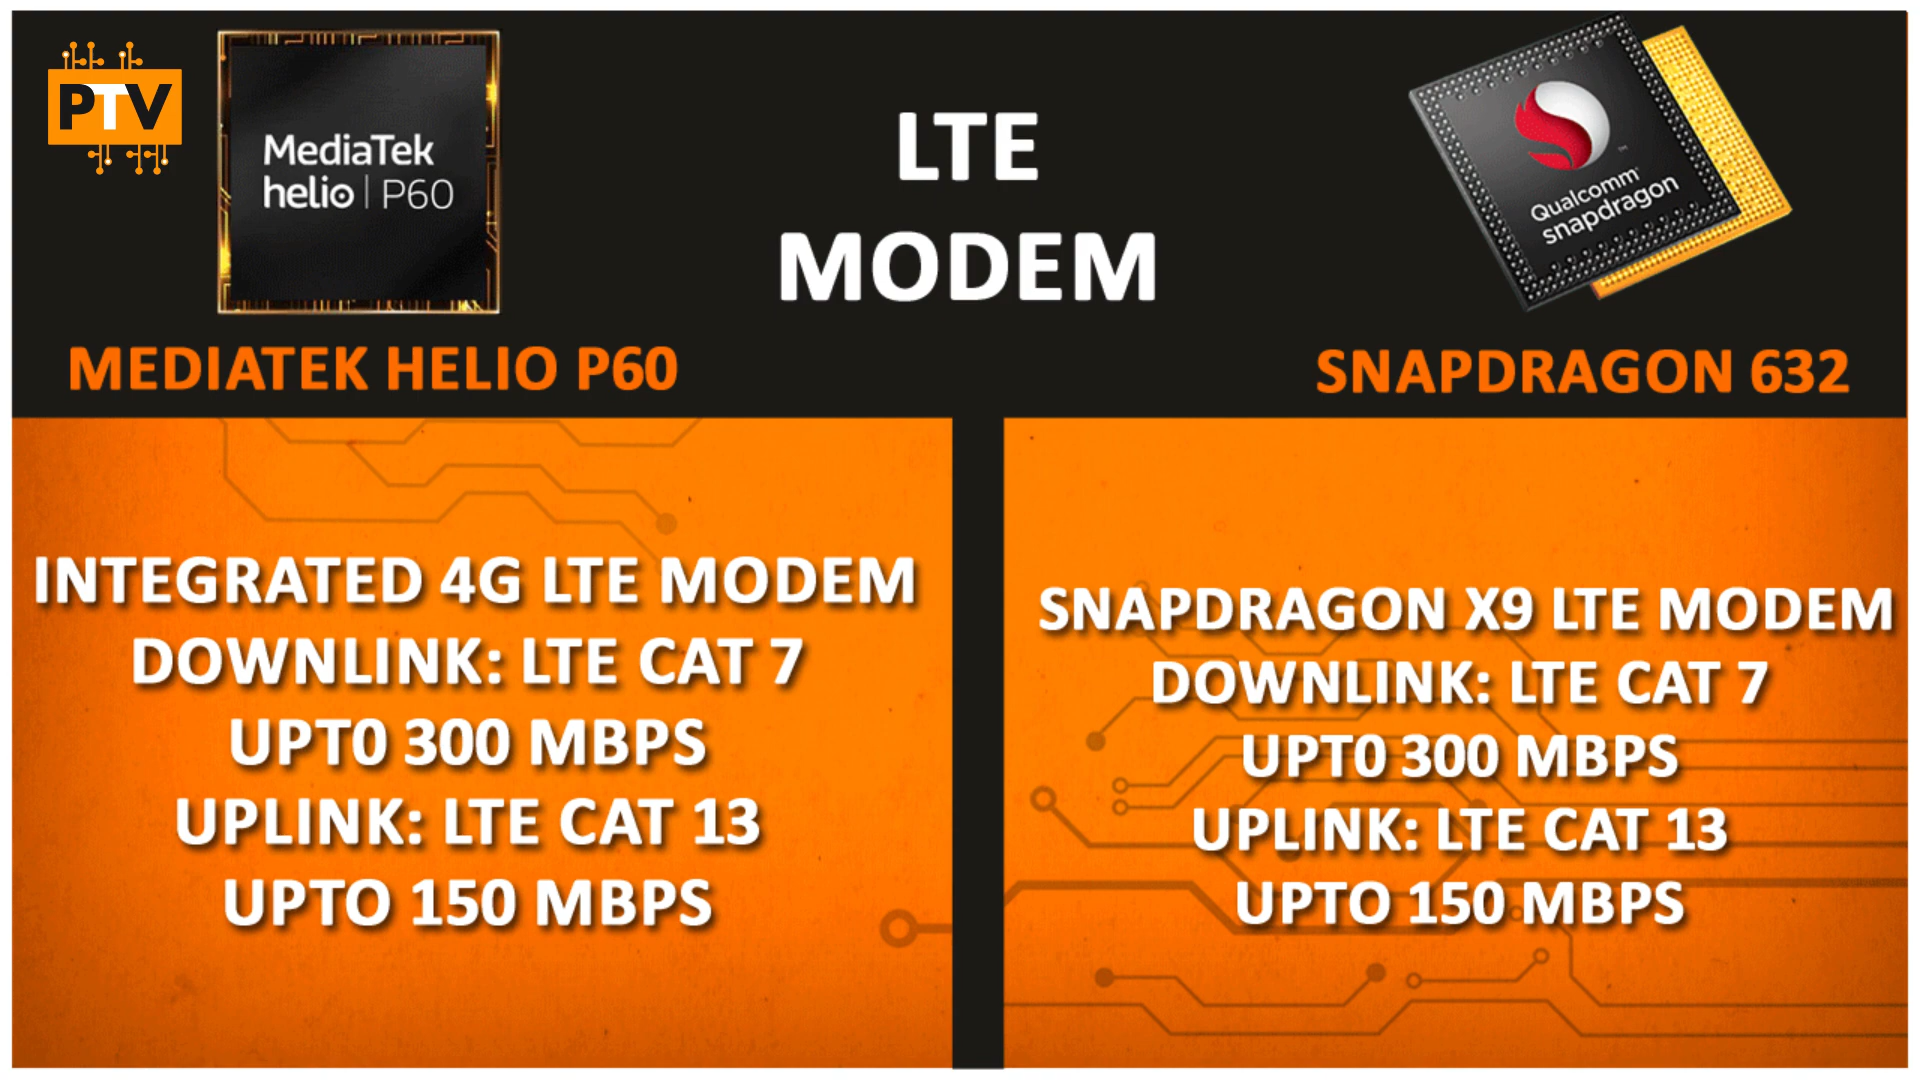 PTV
MediaTek
helio | P60
LTE
MODEM
Qualcomm
snapdragon
MEDIATEK HELIO P60
SNAPDRAGON 632
INTEGRATED 4G LTE MODEM
DOWNLINK: LTE CAT 7
UPT0 300 MBPS
UPLINK: LTE CAT 13
UPTO 150 MBPS
SNAPDRAGON X9 LTE MODEM
DOWNLINK: LTE CAT 7
UPT0 300 MBPS
UPLINK: LTE CAT 13
UPTO 150 MBPS